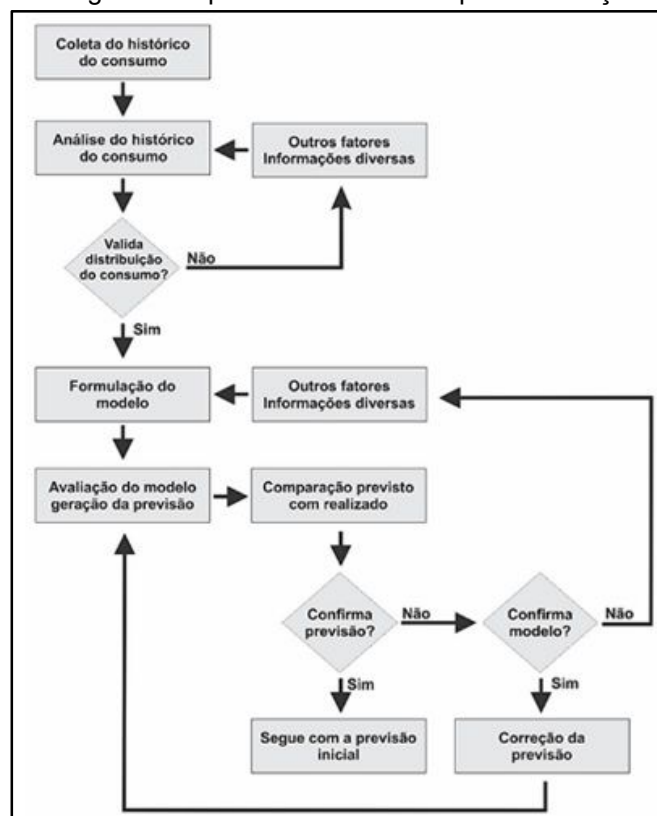 Coleta do histórico
do consumo
Análise do histórico
do consumo
Outros fatores
Informações diversas
Valida
distribuição
do consumo?
Não
Sim
Formulação do
modelo
Outros fatores
Informações diversas
Avaliação do modelo
geração da previsão
Comparação previsto
com realizado
Confirma
previsão?
Não
Confirma
modelo?
Não
Sim
Sim
Segue com a previsão
inicial
Correção da
previsão